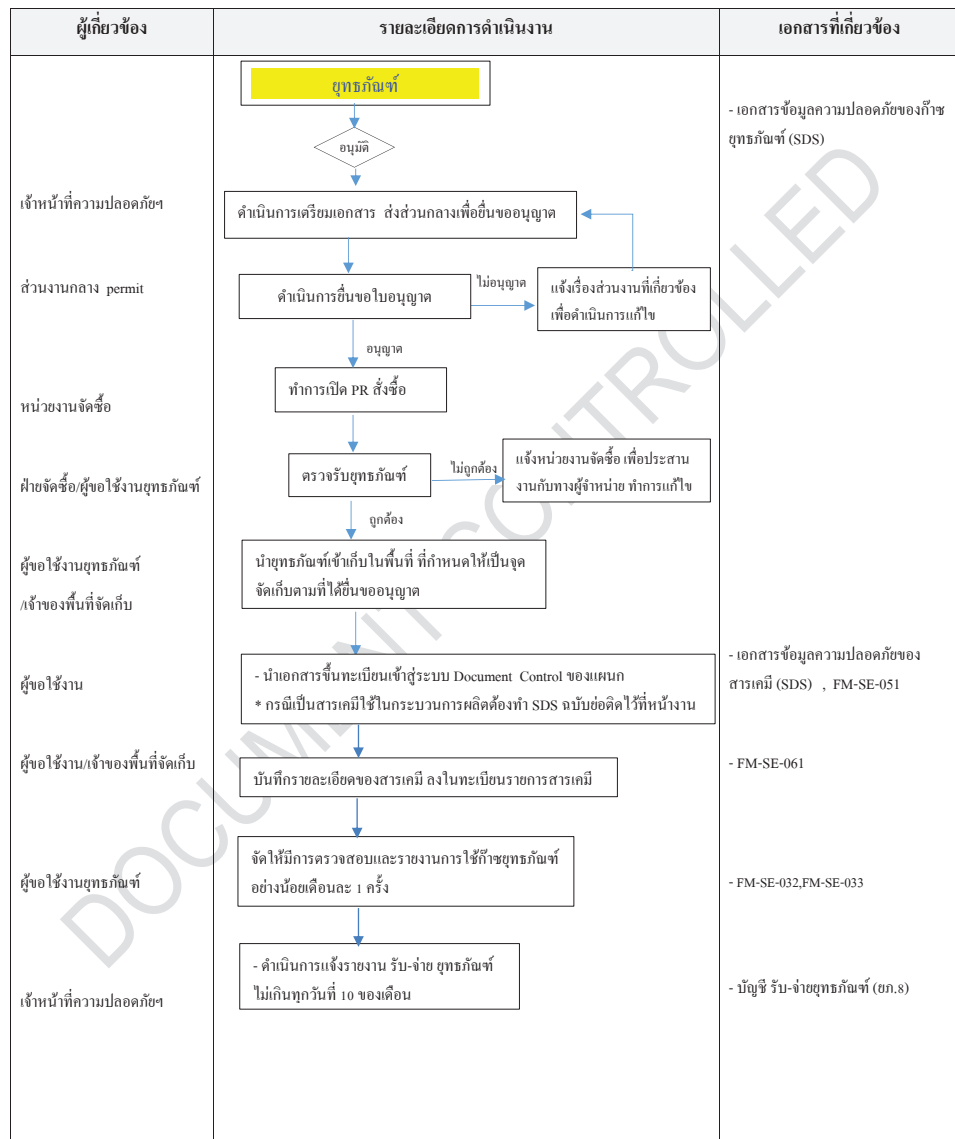 ผู้เกี่ยวข้อง
รายละเอียดการดำเนินงาน
เอกสารที่เกี่ยวข้อง
ยุทธภัณฑ์
- เอกสารข้อมูลความปลอดภัยของก๊าซ
ยุทธภัณฑ์ (SDS)
อนุมัติ
เจ้าหน้าที่ความปลอดภัยฯ
ดำเนินการเตรียมเอกสาร ส่งส่วนกลางเพื่อยื่นขออนุญาต
ส่วนงานกลาง permit
ดำเนินการยื่นขอใบอนุญาต
ไม่อนุญาต
แจ้งเรื่องส่วนงานที่เกี่ยวข้อง
เพื่อดำเนินการแก้ไข
อนุญาต
ทำการเปิด PR สั่งซื้อ
หน่วยงานจัดซื้อ
ตรวจรับยุทธภัณฑ์
ไม่ถูกต้อง
แจ้งหน่วยงานจัดซื้อ เพื่อประสาน
งานกับทางผู้จำหน่าย ทำการแก้ไข
ฝ่ายจัดซื้อ/ผู้ขอใช้งานยุทธภัณฑ์
ถูกต้อง
ผู้ขอใช้งานยุทธภัณฑ์
/เจ้าของพื้นที่จัดเก็บ
นำยุทธภัณฑ์เข้าเก็บในพื้นที่ ที่กำหนดให้เป็นจุด
จัดเก็บตามที่ได้ยื่นขออนุญาต
ผู้ขอใช้งาน
- นำเอกสารขึ้นทะเบียนเข้าสู่ระบบ Document Control ของแผนก
* กรณีเป็นสารเคมีใช้ในกระบวนการผลิตต้องทำ SDS ฉบับย่อติดไว้ที่หน้างาน
- เอกสารข้อมูลความปลอดภัยของ
สารเคมี (SDS) , FM-SE-051
ผู้ขอใช้งาน/เจ้าของพื้นที่จัดเก็บ
บันทึกรายละเอียดของสารเคมี ลงในทะเบียนรายการสารเคมี
- FM-SE-061
ผู้ขอใช้งานยุทธภัณฑ์
จัดให้มีการตรวจสอบและรายงานการใช้ก๊าซยุทธภัณฑ์
อย่างน้อยเดือนละ 1 ครั้ง
- FM-SE-032,FM-SE-033
เจ้าหน้าที่ความปลอดภัยฯ
- ดำเนินการแจ้งรายงาน รับ-จ่าย ยุทธภัณฑ์
ไม่เกินทุกวันที่ 10 ของเดือน
- บัญชี รับ-จ่ายยุทธภัณฑ์ (ยภ.8)
DOCUMENT CONTROLLED